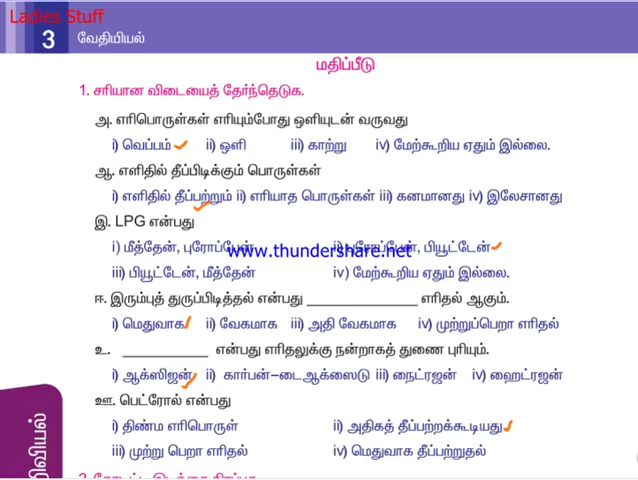 Ladies Stuff
3 வேதியியல்
மதிப்பீடு
1. சரியான விடையைத் தேர்ந்தெடுக.
அ. எரிபொருள்கள் எரியும்போது ஒளியுடன் வருவது
i) வெப்பம் ii) ஒளி iii) காற்று iv) மேற்கூறிய ஏதும் இல்லை.
ஆ. எளிதில் தீப்பிடிக்கும் பொருள்கள்
i) எளிதில் தீப்பற்றும் ii) எரியாத பொருள்கள் iii) கனமானது iv) இலேசானது
இ. LPG என்பது
i) மீத்தேன், புரோப்பேன் ii) புரோப்பேன், பியூட்டேன்
www.thundershare.net
iii) பியூட்டேன், மீத்தேன் iv) மேற்கூறிய ஏதும் இல்லை.
ஈ. இரும்புத் துருப்பிடித்தல் என்பது ______________ எரிதல் ஆகும்.
i) மெதுவாக ii) வேகமாக iii) அதி வேகமாக iv) முற்றுப்பெறா எரிதல்
உ. ___________ என்பது எரிதலுக்கு நன்றாகத் துணை புரியும்.
i) ஆக்ஸிஜன் ii) கார்பன்–டைஆக்ஸைடு iii) நைட்ரஜன் iv) ஹைட்ரஜன்
ஊ. பெட்ரோல் என்பது
i) திண்ம எரிபொருள் ii) அதிகத் தீப்பற்றக்கூடியது
iii) முற்று பெறா எரிதல் iv) மெதுவாக தீப்பற்றுதல்